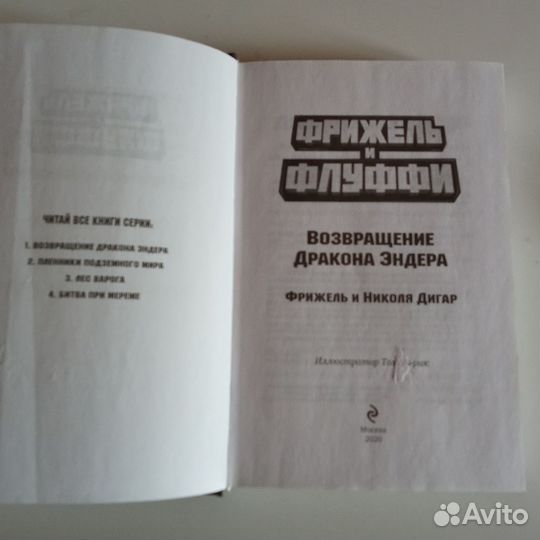 ЧИТАЙ ВСЕ КНИГИ СЕРИИ:
1. ВОЗВРАЩЕНИЕ ДРАКОНА ЭНДЕРА
2. ПЛЕННИКИ ПОДЗЕМНОГО МИРА
3. ЛЕС ВАРОГА
4. БИТВА ПРИ МЕРЕМЕ
ФРИЖЕЛЬ
И
ФЛУФФИ
ВОЗВРАЩЕНИЕ
ДРАКОНА ЭНДЕРА
ФРИЖЕЛЬ И НИКОЛЯ ДИГАР
Иллюстратор
Москва
2020
Avito